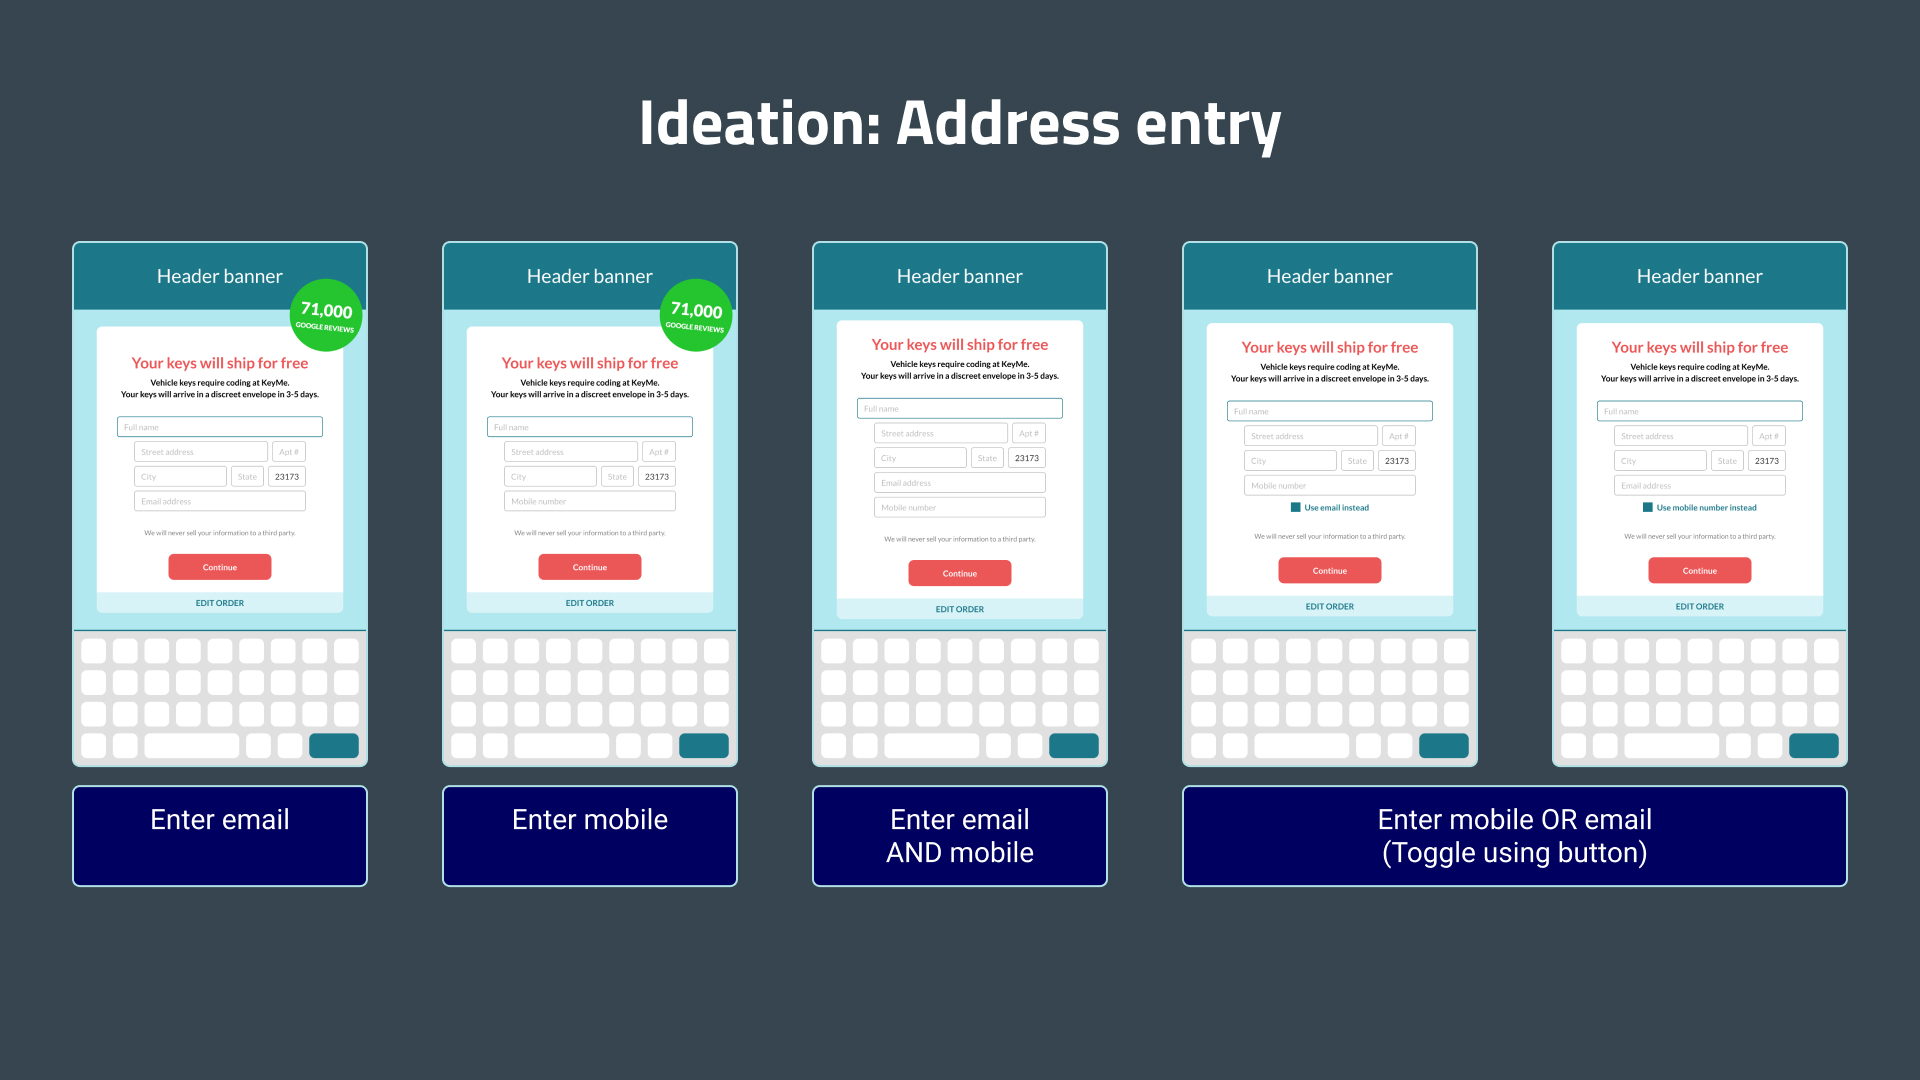 Ideation: Address entry
Header banner
71,000
GOOGLE REVIEWS
Your keys will ship for free
Vehicle keys require coding at KeyMe.
Your keys will arrive in a discreet envelope in 3-5 days.
Full name
Street address Apt #
City State 23173
Email address
We will never sell your information to a third party.
Continue
EDIT ORDER
Enter email
Header banner
71,000
GOOGLE REVIEWS
Your keys will ship for free
Vehicle keys require coding at KeyMe.
Your keys will arrive in a discreet envelope in 3-5 days.
Full name
Street address Apt #
City State 23173
Mobile number
We will never sell your information to a third party.
Continue
EDIT ORDER
Enter mobile
Header banner
Your keys will ship for free
Vehicle keys require coding at KeyMe.
Your keys will arrive in a discreet envelope in 3-5 days.
Full name
Street address Apt #
City State 23173
Email address
Mobile number
We will never sell your information to a third party.
Continue
EDIT ORDER
Enter email
AND mobile
Header banner
Your keys will ship for free
Vehicle keys require coding at KeyMe.
Your keys will arrive in a discreet envelope in 3-5 days.
Full name
Street address Apt #
City State 23173
Mobile number
Use email instead
We will never sell your information to a third party.
Continue
EDIT ORDER
Header banner
Your keys will ship for free
Vehicle keys require coding at KeyMe.
Your keys will arrive in a discreet envelope in 3-5 days.
Full name
Street address Apt #
City State 23173
Email address
Use mobile number instead
We will never sell your information to a third party.
Continue
EDIT ORDER
Enter mobile OR email
(Toggle using button)